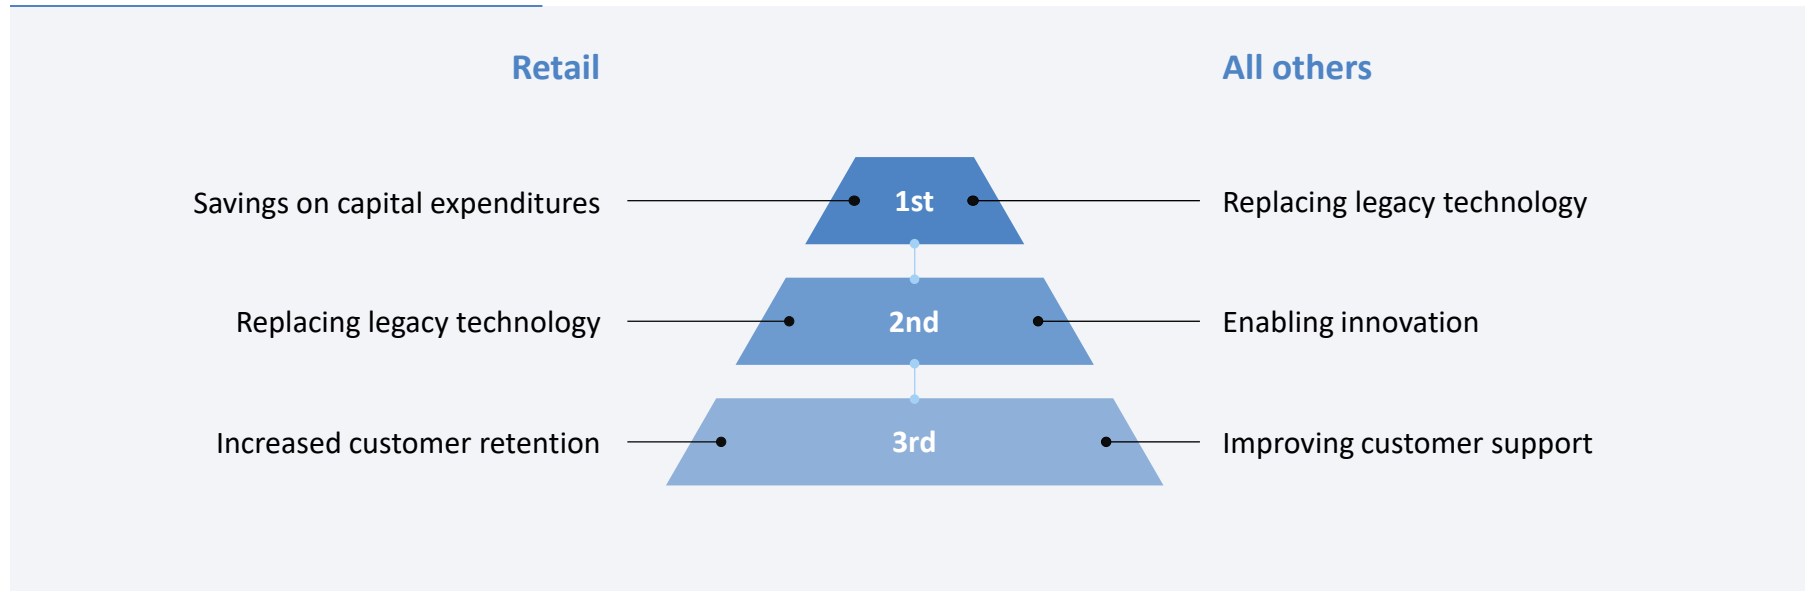 Retail
All others
Savings on capital expenditures
1st
Replacing legacy technology
Replacing legacy technology
2nd
Enabling innovation
Increased customer retention
3rd
Improving customer support